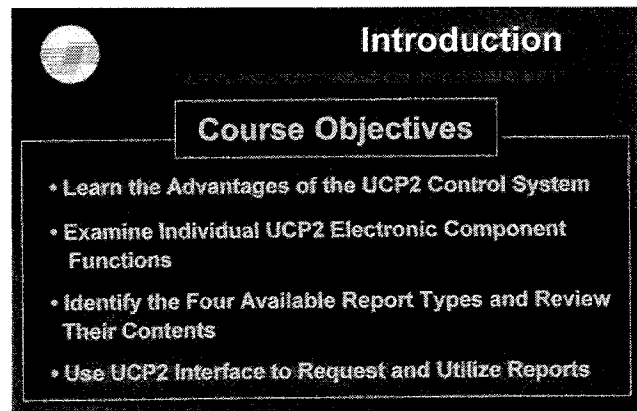 Introduction
Course Objectives
• Learn the Advantages of the UCP2 Control System
• Examine Individual UCP2 Electronic Component
Functions
• Identify the Four Available Report Types and Review
Their Contents
• Use UCP2 Interface to Request and Utilize Reports